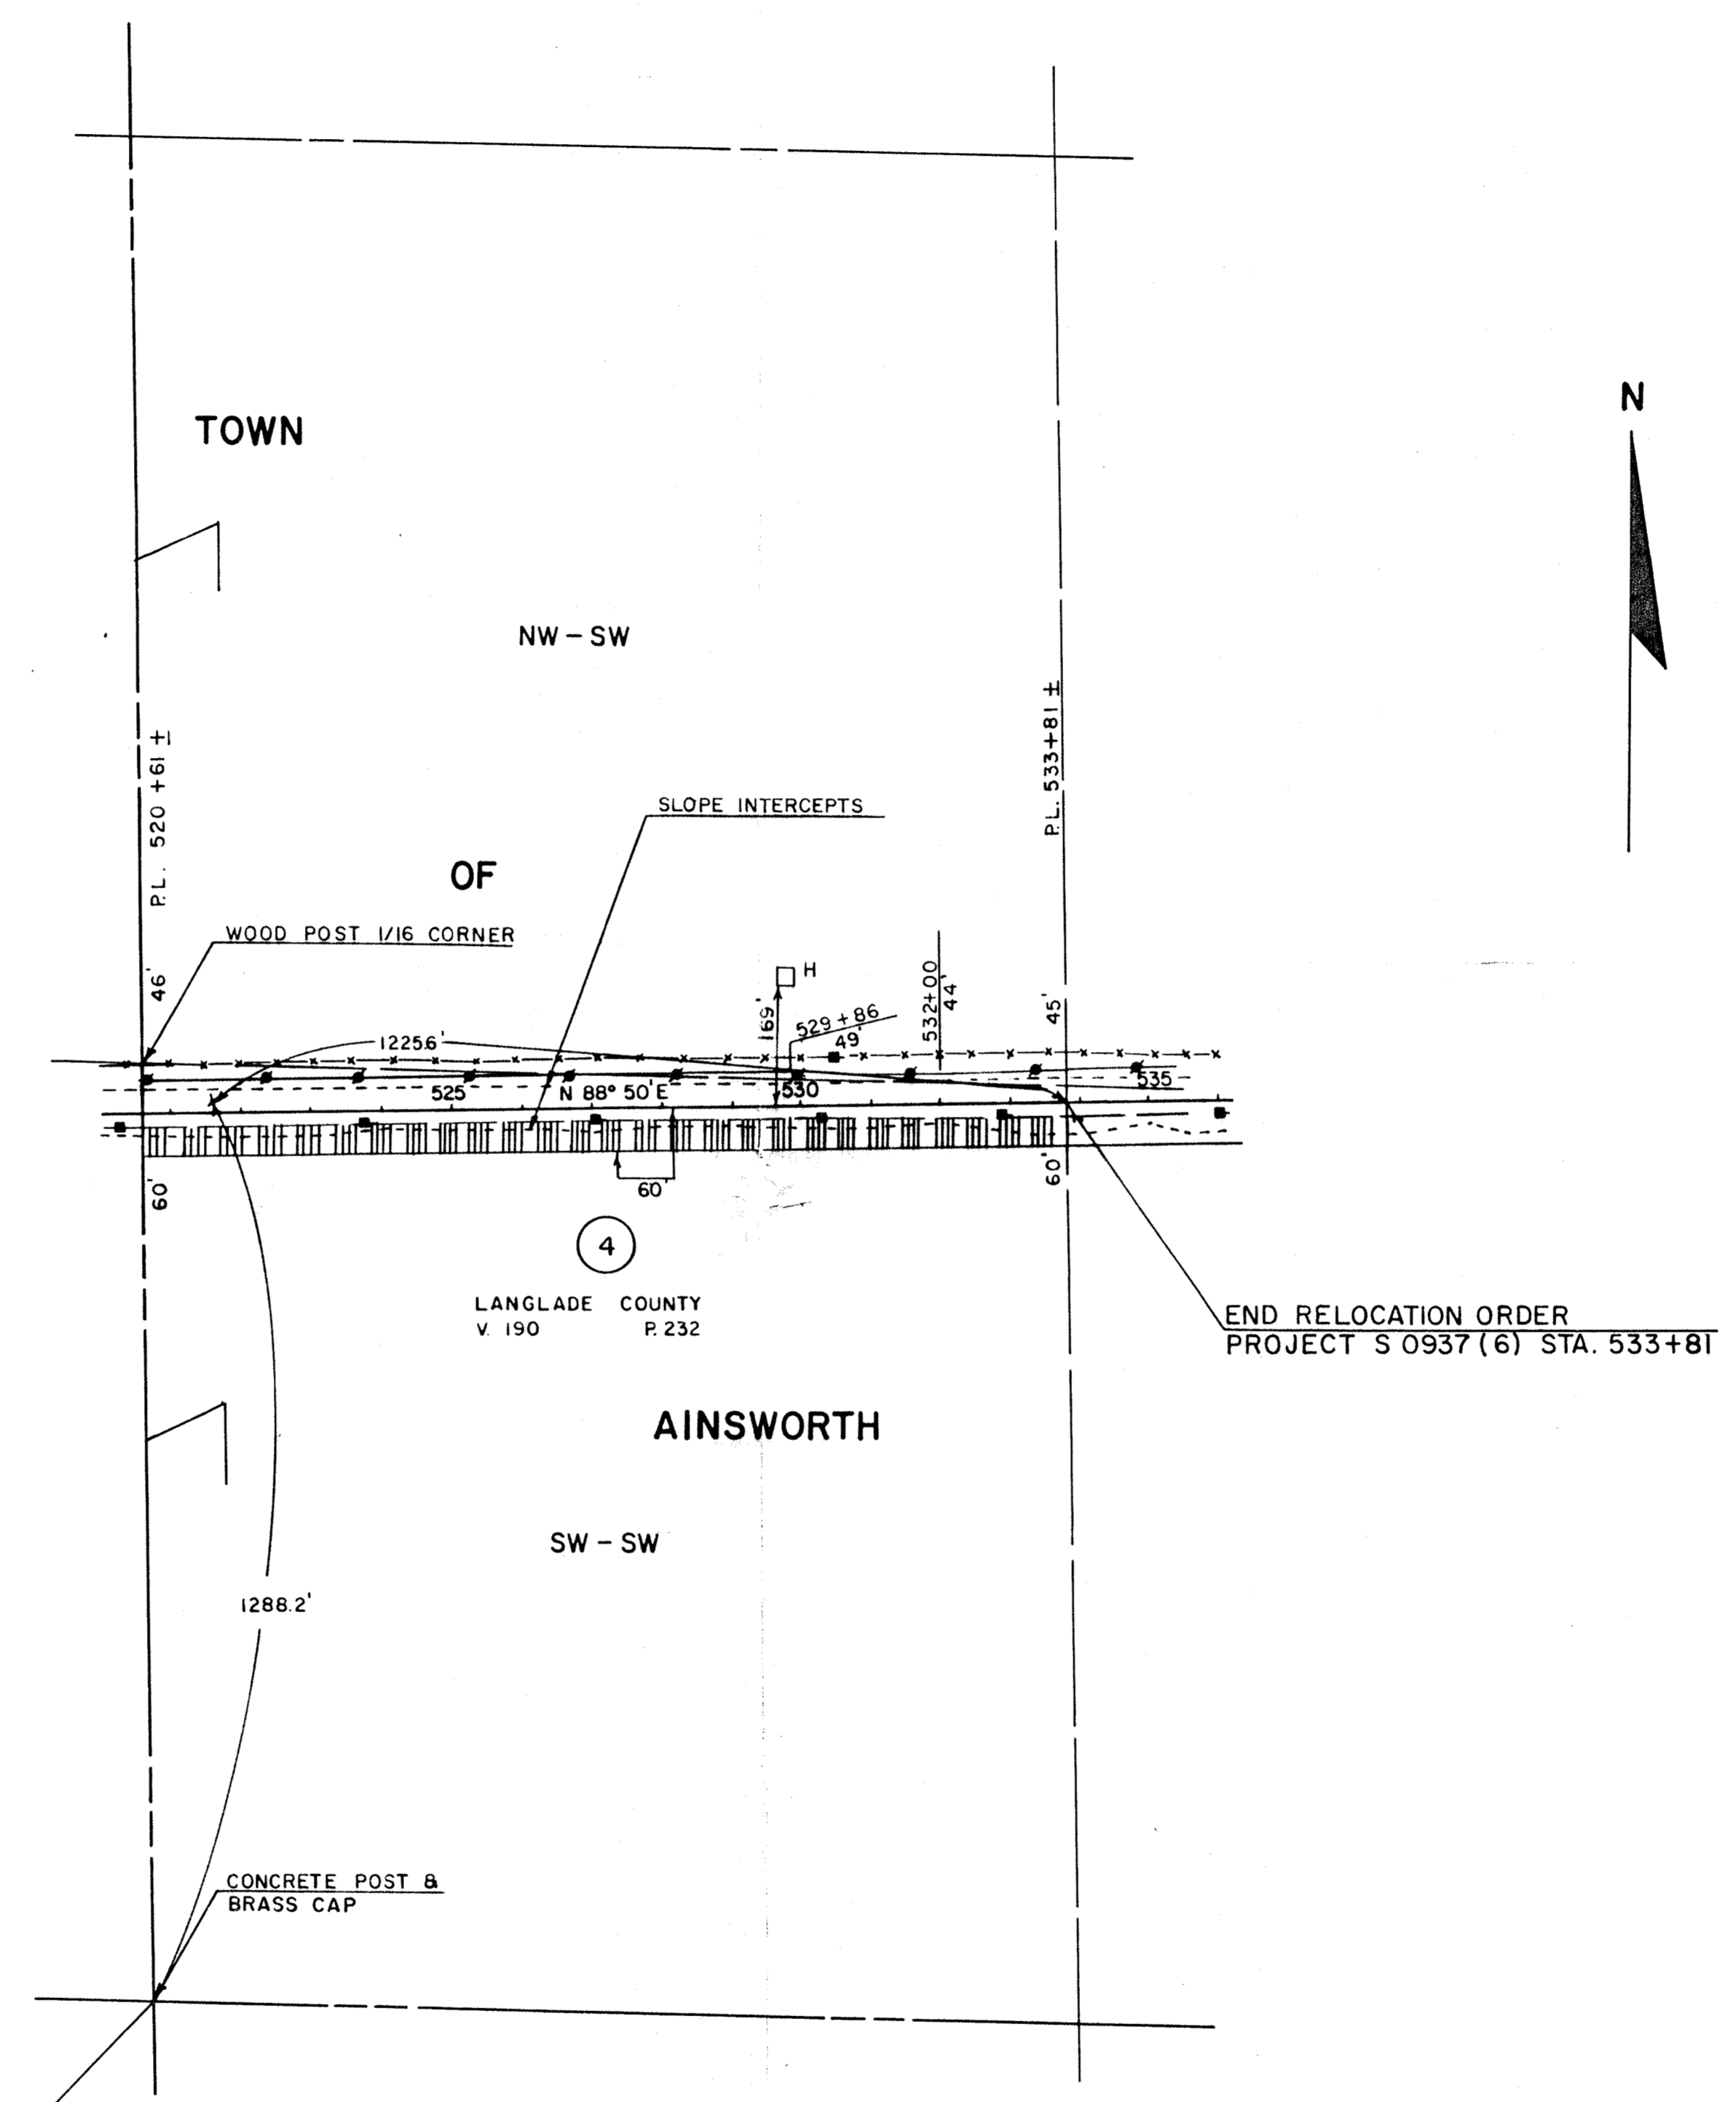 N
TOWN
NW - SW
P.L. 520 +61 ±
P.L. 533+81 ±
SLOPE INTERCEPTS
OF
WOOD POST 1/16 CORNER
46'
H
169'
529+86
49'
532+00
44'
45'
1225.6'
525
N 88° 50' E
530
535
60'
60'
60'
4
LANGLADE COUNTY
V. 190 P. 232
END RELOCATION ORDER
PROJECT S 0937 (6) STA. 533+81
AINSWORTH
SW - SW
1288.2'
CONCRETE POST &
BRASS CAP